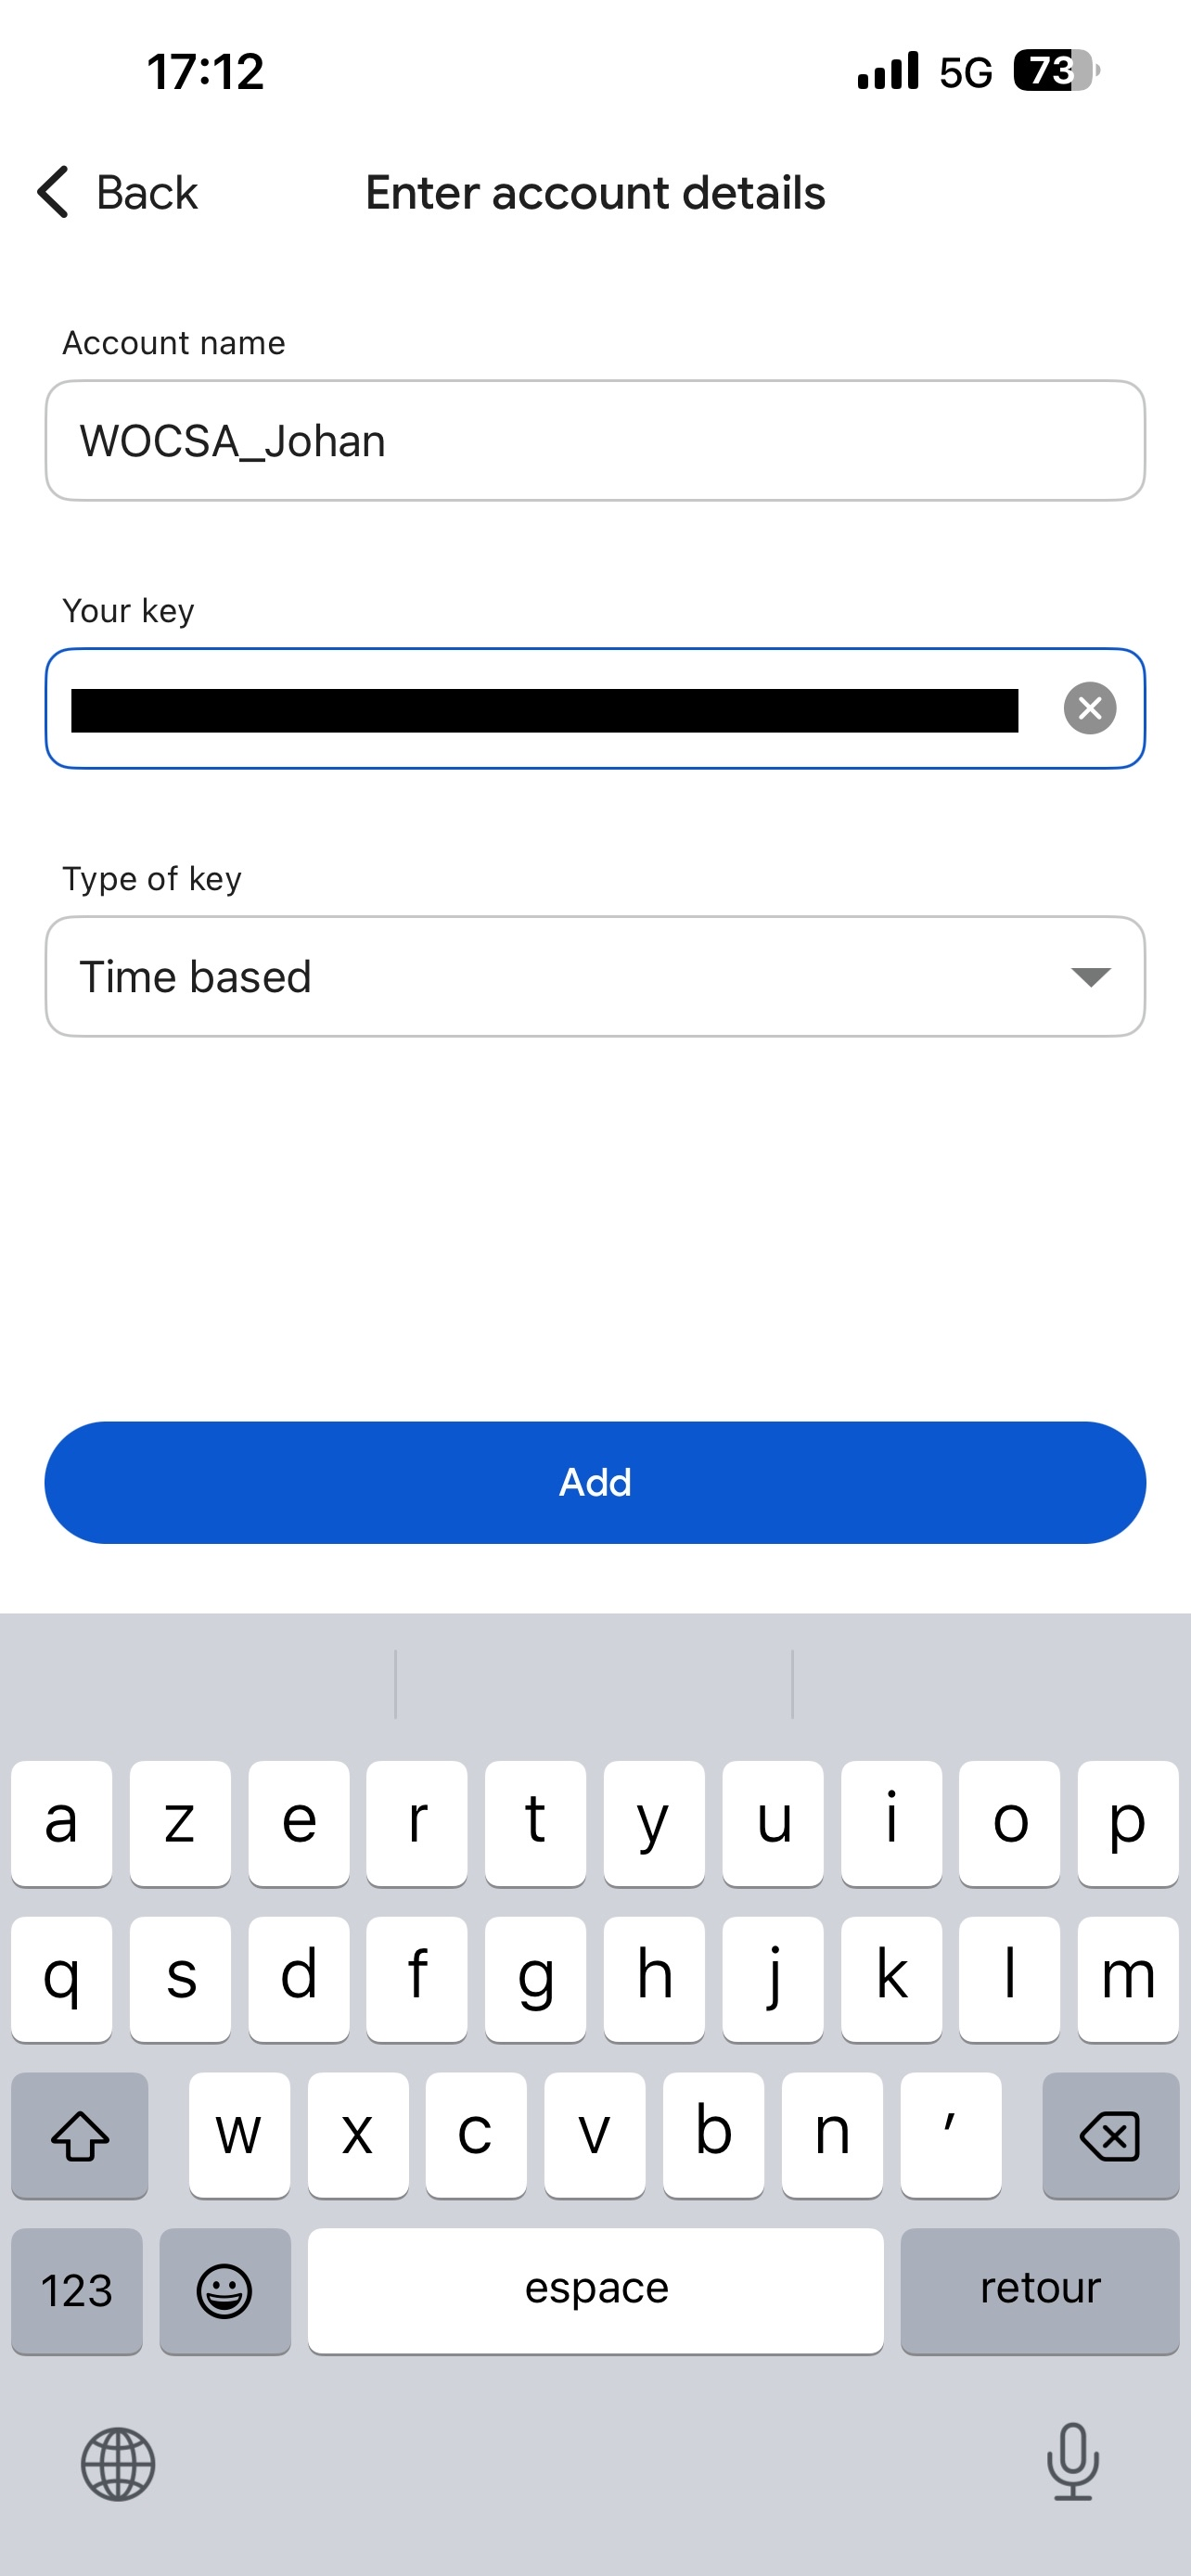 17:12 5G 73
Back Enter account details
Account name
WOCSA_Johan
Your key
Type of key
Time based
Add
a z e r t y u i o p
q s d f g h j k l m
w x c v b n ’
123 espace retour